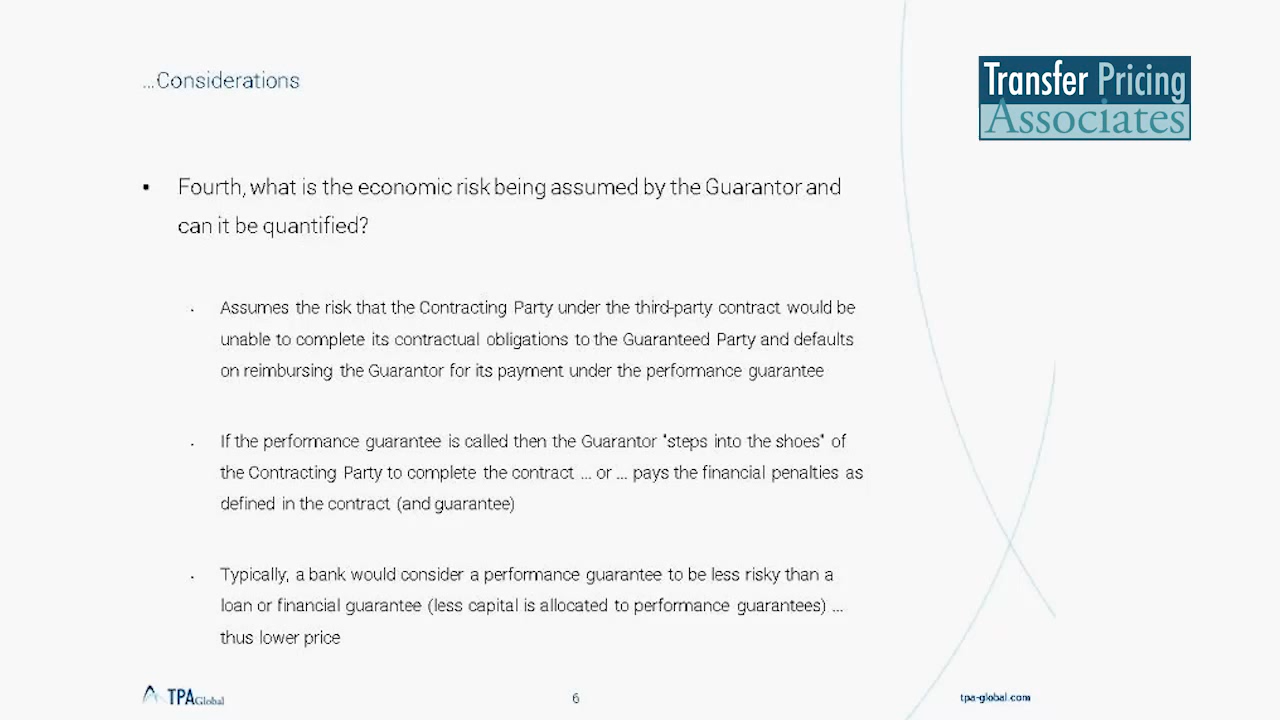 ...Considerations
Transfer Pricing
Associates
▪ Fourth, what is the economic risk being assumed by the Guarantor and
can it be quantified?
. Assumes the risk that the Contracting Party under the third-party contract would be
unable to complete its contractual obligations to the Guaranteed Party and defaults
on reimbursing the Guarantor for its payment under the performance guarantee
. If the performance guarantee is called then the Guarantor "steps into the shoes" of
the Contracting Party to complete the contract ... or ... pays the financial penalties as
defined in the contract (and guarantee)
. Typically, a bank would consider a performance guarantee to be less risky than a
loan or financial guarantee (less capital is allocated to performance guarantees) ...
thus lower price
TPA Global
6
tpa-global.com